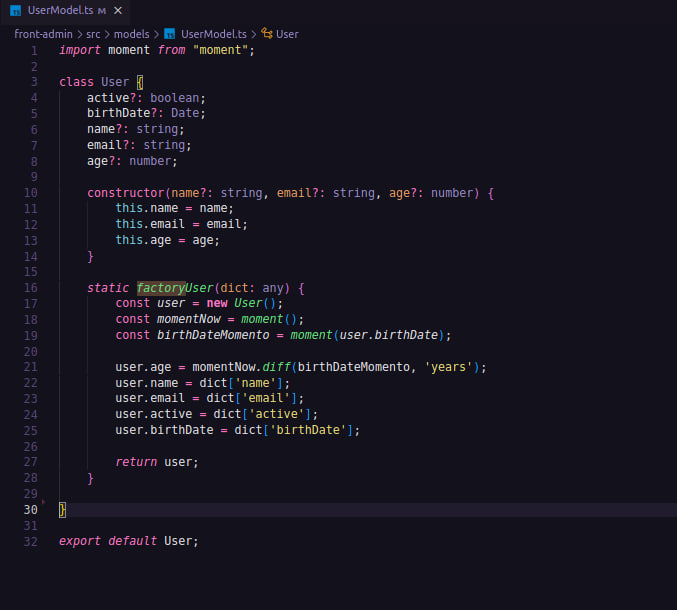 UserModel.ts M ×
front-admin > src > models > TS UserModel.ts > User
1 import moment from "moment";
2
3 class User {
4     active?: boolean;
5     birthDate?: Date;
6     name?: string;
7     email?: string;
8     age?: number;
9
10     constructor(name?: string, email?: string, age?: number) {
11         this.name = name;
12         this.email = email;
13         this.age = age;
14     }
15
16     static factoryUser(dict: any) {
17         const user = new User();
18         const momentNow = moment();
19         const birthDateMomento = moment(user.birthDate);
20
21         user.age = momentNow.diff(birthDateMomento, 'years');
22         user.name = dict['name'];
23         user.email = dict['email'];
24         user.active = dict['active'];
25         user.birthDate = dict['birthDate'];
26
27         return user;
28     }
29
30 }
31
32 export default User;